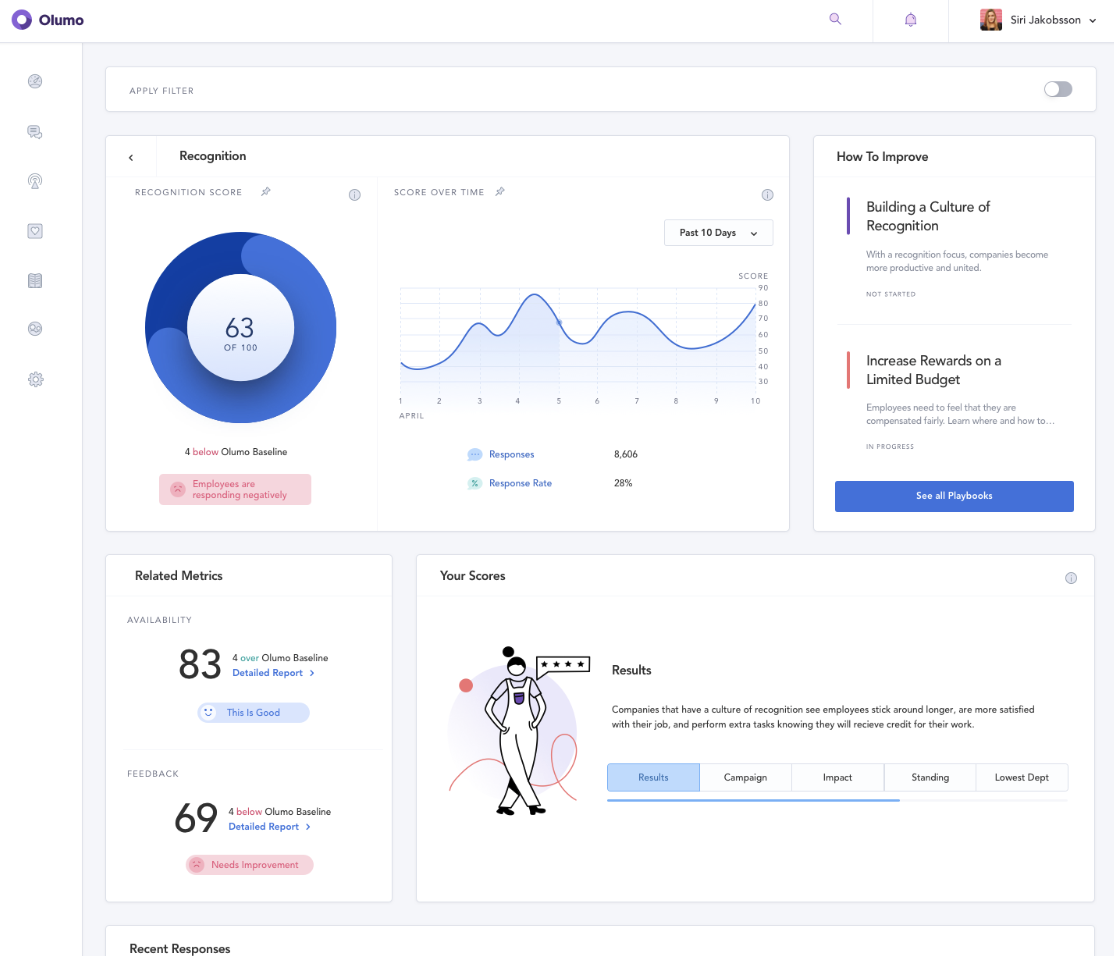 Olumo
Siri Jakobsson
APPLY FILTER
Recognition
RECOGNITION SCORE
63
OF 100
4 below Olumo Baseline
Employees are
responding negatively
SCORE OVER TIME
Past 10 Days
SCORE
90
80
70
60
50
40
30
1 2 3 4 5 6 7 8 9 10
APRIL
Responses 8,606
% Response Rate 28%
How To Improve
Building a Culture of
Recognition
With a recognition focus, companies become
more productive and united.
NOT STARTED
Increase Rewards on a
Limited Budget
Employees need to feel that they are
compensated fairly. Learn where and how to…
IN PROGRESS
See all Playbooks
Related Metrics
AVAILABILITY
83
4 over Olumo Baseline
Detailed Report >
This Is Good
FEEDBACK
69
4 below Olumo Baseline
Detailed Report >
Needs Improvement
Your Scores
Results
Companies that have a culture of recognition see employees stick around longer, are more satisfied
with their job, and perform extra tasks knowing they will recieve credit for their work.
Results Campaign Impact Standing Lowest Dept
Recent Responses